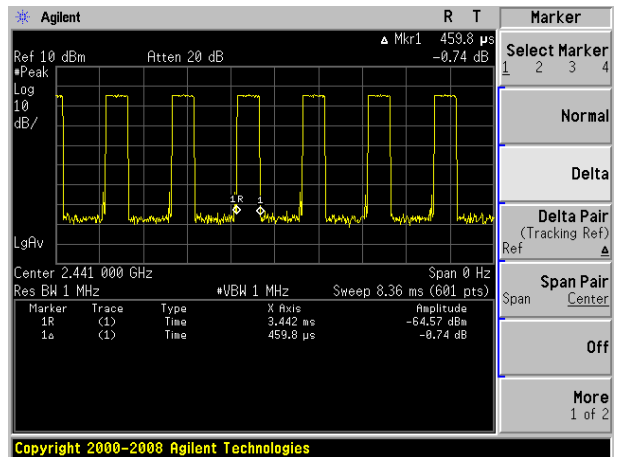 Agilent R T Marker
Δ Mkr1 459.8 µs
Ref 10 dBm Atten 20 dB -0.74 dB
#Peak
Log
10
dB/
1R 1
LgAv
Center 2.441 000 GHz Span 0 Hz
Res BW 1 MHz #VBW 1 MHz Sweep 8.36 ms (601 pts)
Marker Trace Type X Axis Amplitude
1R (1) Time 3.442 ms -64.57 dBm
1Δ (1) Time 459.8 µs -0.74 dB
Select Marker
1 2 3 4
Normal
Delta
Delta Pair
(Tracking Ref)
Ref Δ
Span Pair
Span Center
Off
More
1 of 2
Copyright 2000-2008 Agilent Technologies